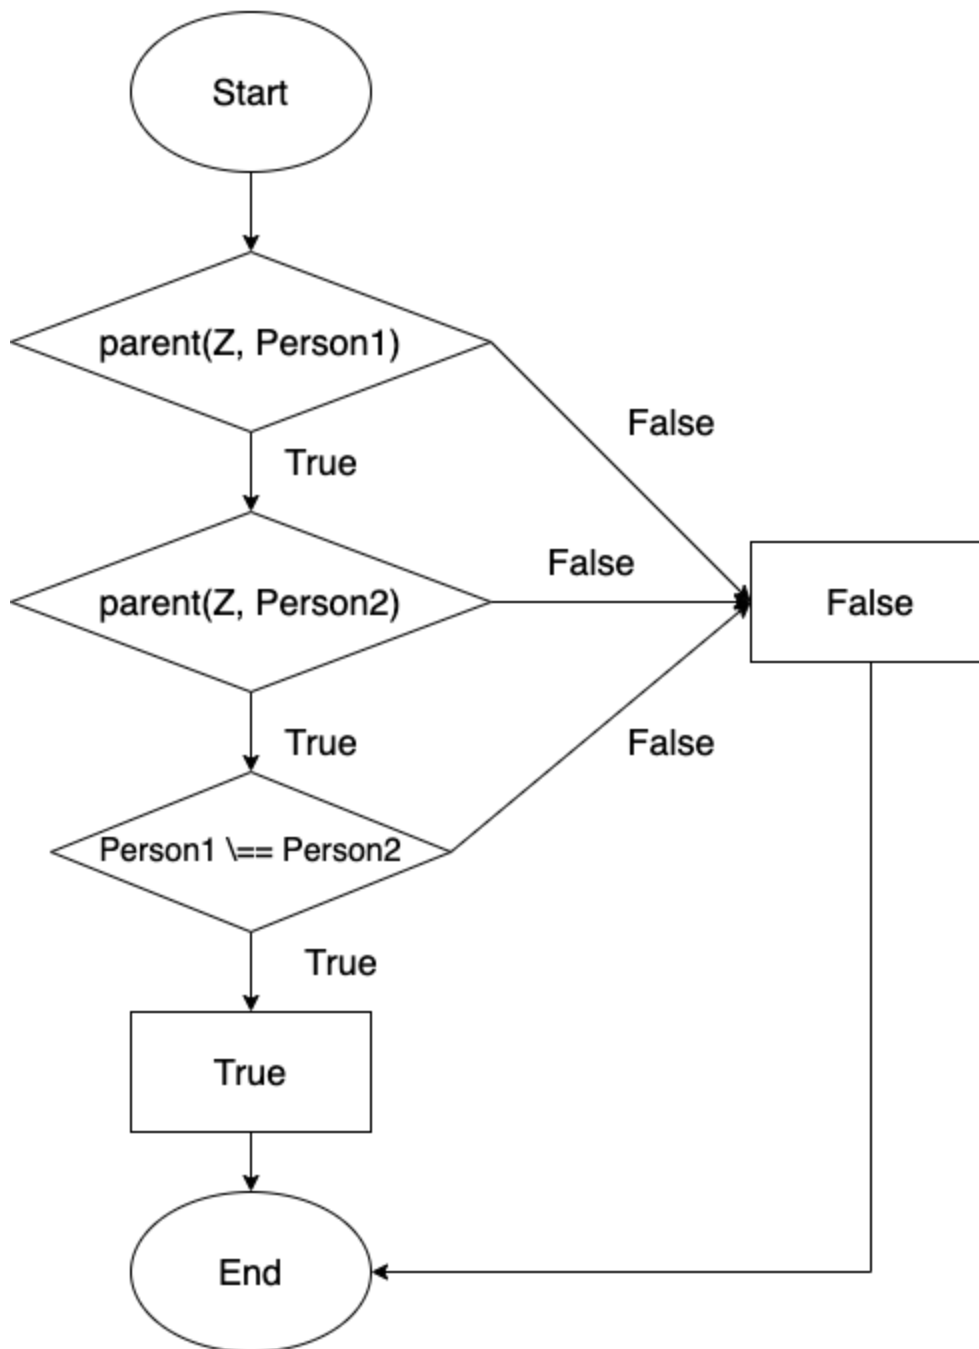 Start
parent(Z, Person1)
False
True
parent(Z, Person2)
False
False
True
False
Person1 \== Person2
True
True
End